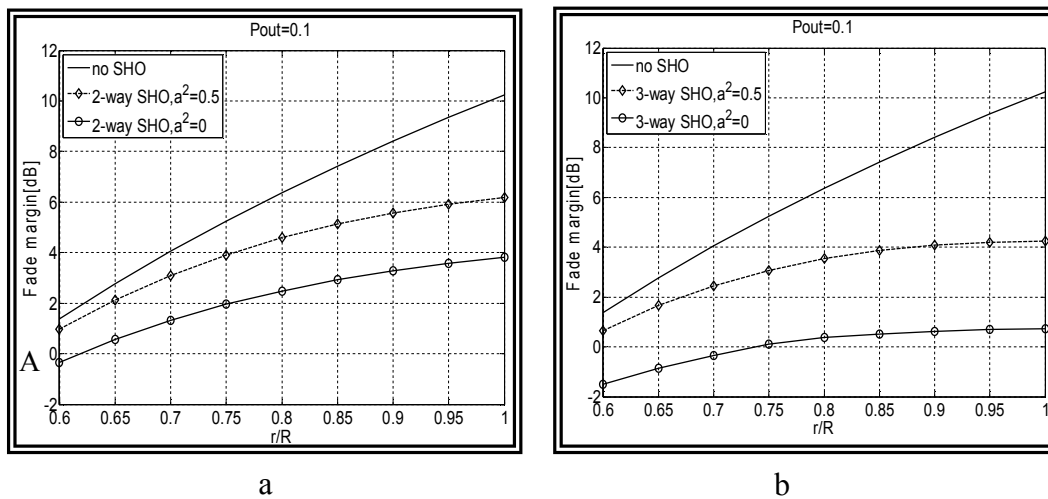 Pout=0.1
12
10
8
6
4
2
0
-2
Fade margin[dB]
no SHO
2-way SHO,a²=0.5
2-way SHO,a²=0
A
0.6 0.65 0.7 0.75 0.8 0.85 0.9 0.95 1
r/R
a
Pout=0.1
12
10
8
6
4
2
0
-2
Fade margin[dB]
no SHO
3-way SHO,a²=0.5
3-way SHO,a²=0
0.6 0.65 0.7 0.75 0.8 0.85 0.9 0.95 1
r/R
b